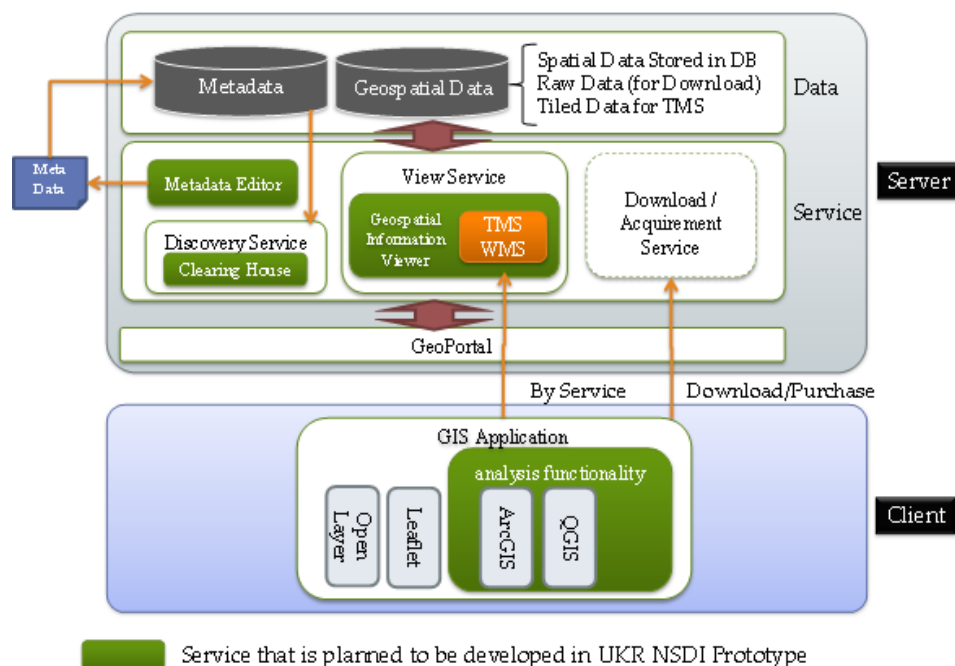 Metadata
Geospatial Data
Spatial Data Stored in DB
Raw Data (for Download)
Tiled Data for TMS
Data
Meta
Data
Metadata Editor
Discovery Service
Clearing House
View Service
Geospatial
Information
Viewer
TMS
WMS
Download /
Acquirement
Service
Service
Server
GeoPortal
By Service
Download/Purchase
GIS Application
analysis functionality
Open
Layer
Leaflet
ArcGIS
QGIS
Client
Service that is planned to be developed in UKR NSDI Prototype